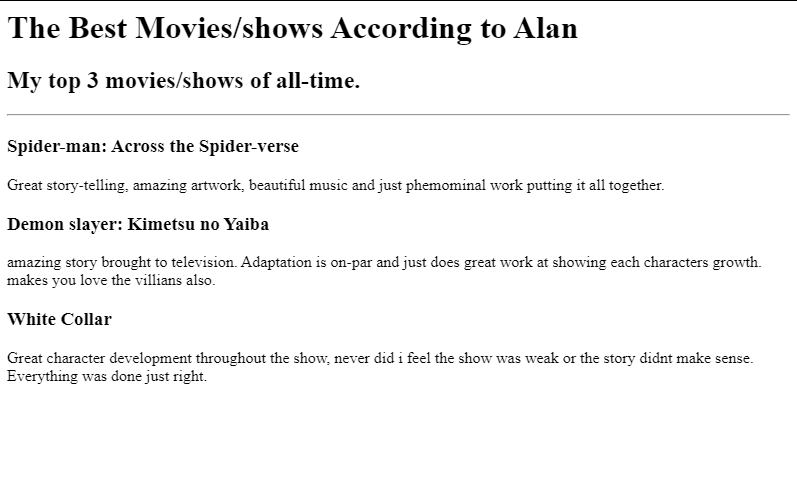 The Best Movies/shows According to Alan
My top 3 movies/shows of all-time.
Spider-man: Across the Spider-verse
Great story-telling, amazing artwork, beautiful music and just phemominal work putting it all together.
Demon slayer: Kimetsu no Yaiba
amazing story brought to television. Adaptation is on-par and just does great work at showing each characters growth.
makes you love the villians also.
White Collar
Great character development throughout the show, never did i feel the show was weak or the story didnt make sense.
Everything was done just right.